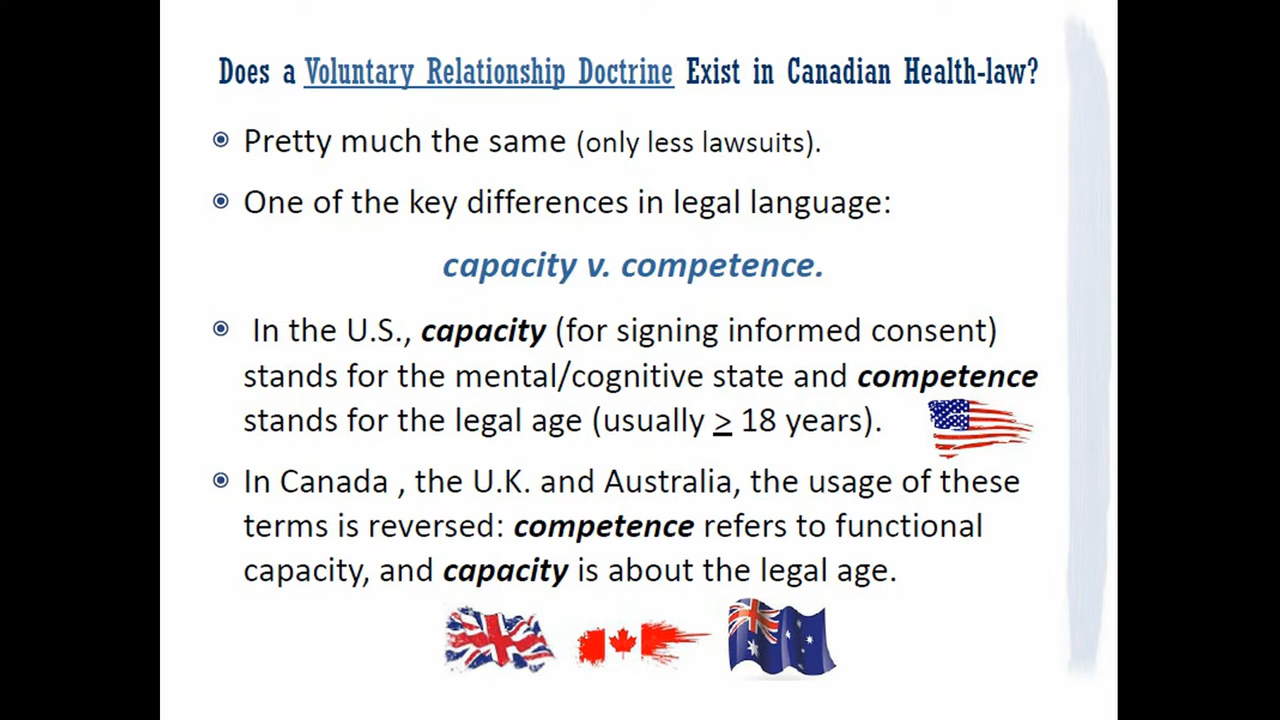 Does a Voluntary Relationship Doctrine Exist in Canadian Health-law?
Pretty much the same (only less lawsuits).
One of the key differences in legal language:
capacity v. competence.
In the U.S., capacity (for signing informed consent)
stands for the mental/cognitive state and competence
stands for the legal age (usually ≥ 18 years).
In Canada , the U.K. and Australia, the usage of these
terms is reversed: competence refers to functional
capacity, and capacity is about the legal age.